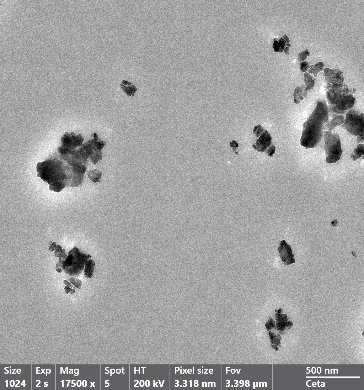 Size Exp Mag Spot HT Pixel size Fov 500 nm
1024 2 s 17500 x 5 200 kV 3.318 nm 3.398 µm Ceta